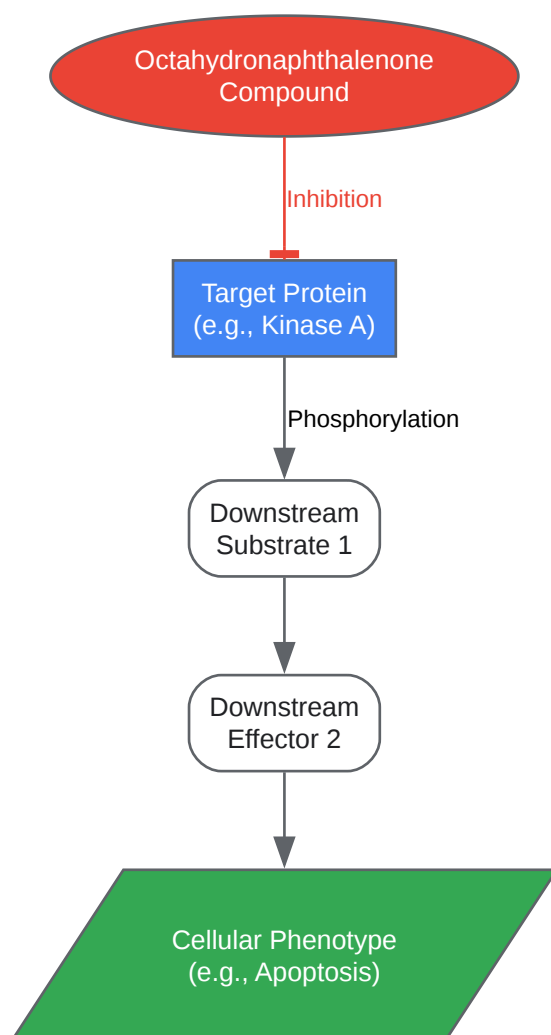 Octahydronaphthalenone
Compound
Inhibition
Target Protein
(e.g., Kinase A)
Phosphorylation
Downstream
Substrate 1
Downstream
Effector 2
Cellular Phenotype
(e.g., Apoptosis)